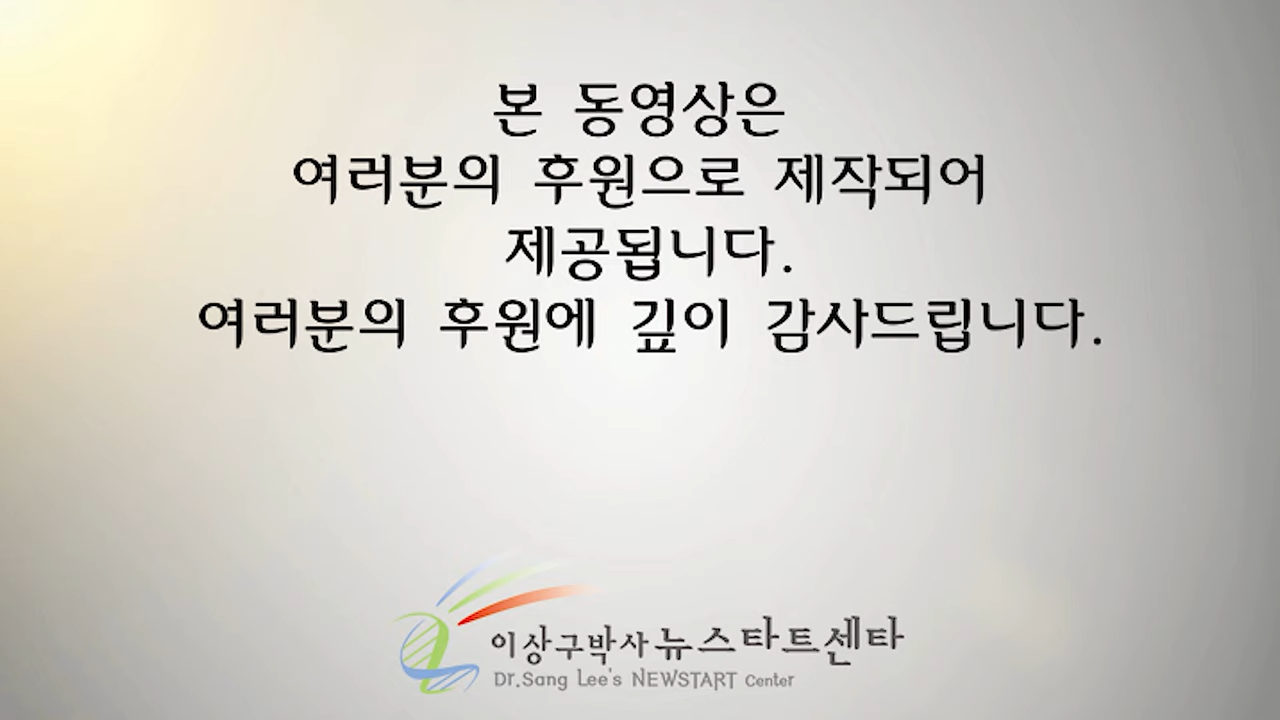 본 동영상은
여러분의 후원으로 제작되어
제공됩니다.
여러분의 후원에 깊이 감사드립니다.
이상구박사뉴스타트센타
Dr.Sang Lee's NEWSTART Center